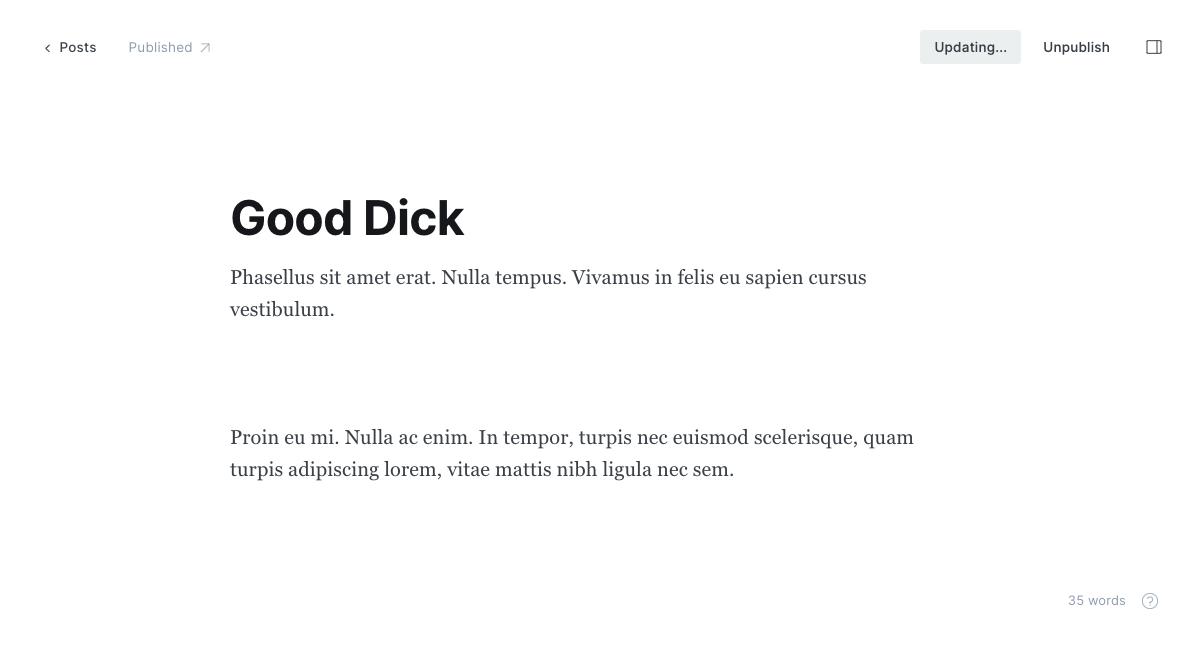 Posts
Published
Updating...
Unpublish
Good Dick
Phasellus sit amet erat. Nulla tempus. Vivamus in felis eu sapien cursus
vestibulum.
Proin eu mi. Nulla ac enim. In tempor, turpis nec euismod scelerisque, quam
turpis adipiscing lorem, vitae mattis nibh ligula nec sem.
35 words
?